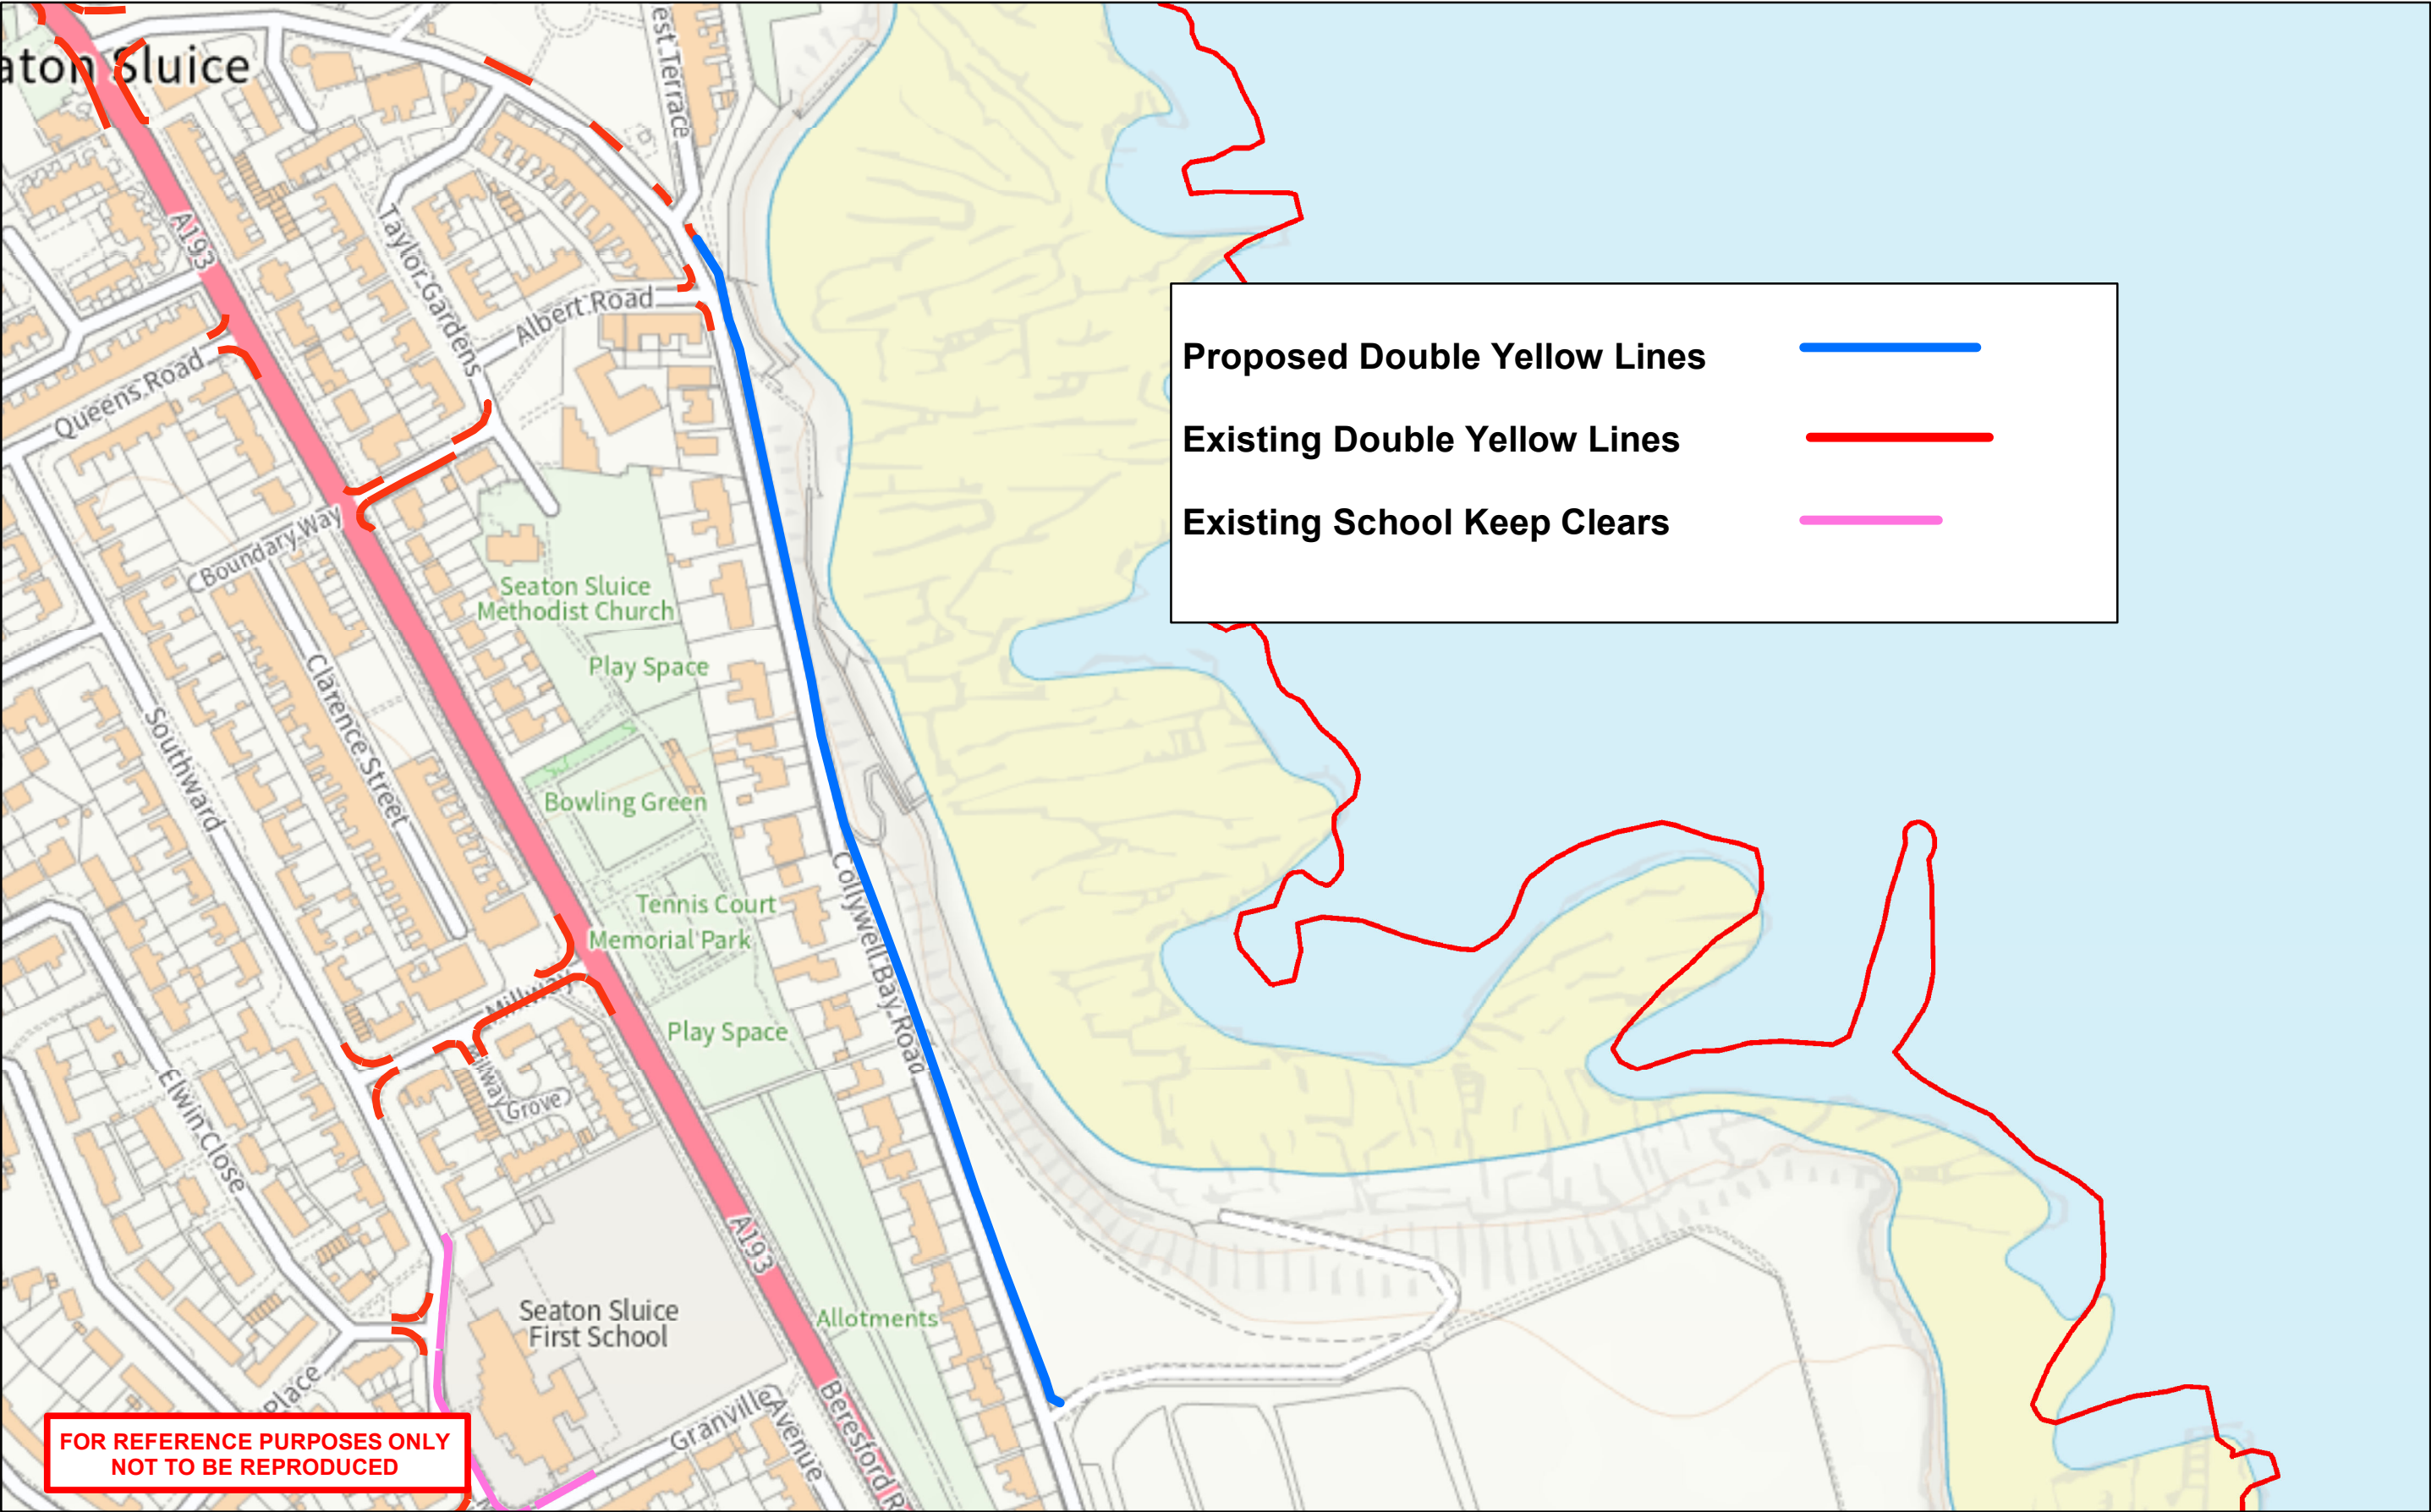 aton Sluice
est Terrace
A193
Taylor Gardens
Albert Road
Queens Road
Proposed Double Yellow Lines
Existing Double Yellow Lines
Existing School Keep Clears
Boundary Way
Seaton Sluice
Methodist Church
Play Space
Clarence Street
Southward
Bowling Green
Collywell Bay Road
Tennis Court
Memorial Park
Millway
Play Space
Elwin Close
Grove
A193
Seaton Sluice
First School
Allotments
Place
Granville
Avenue
Beresford R
FOR REFERENCE PURPOSES ONLY
NOT TO BE REPRODUCED